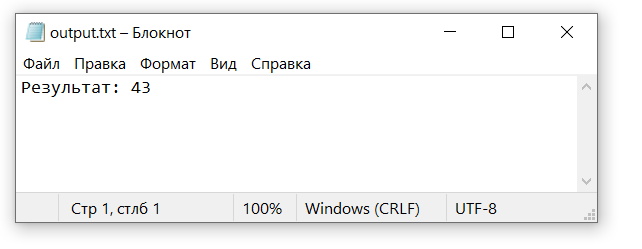 output.txt – Блокнот
Файл Правка Формат Вид Справка
Результат: 43
Стр 1, стлб 1 100% Windows (CRLF) UTF-8